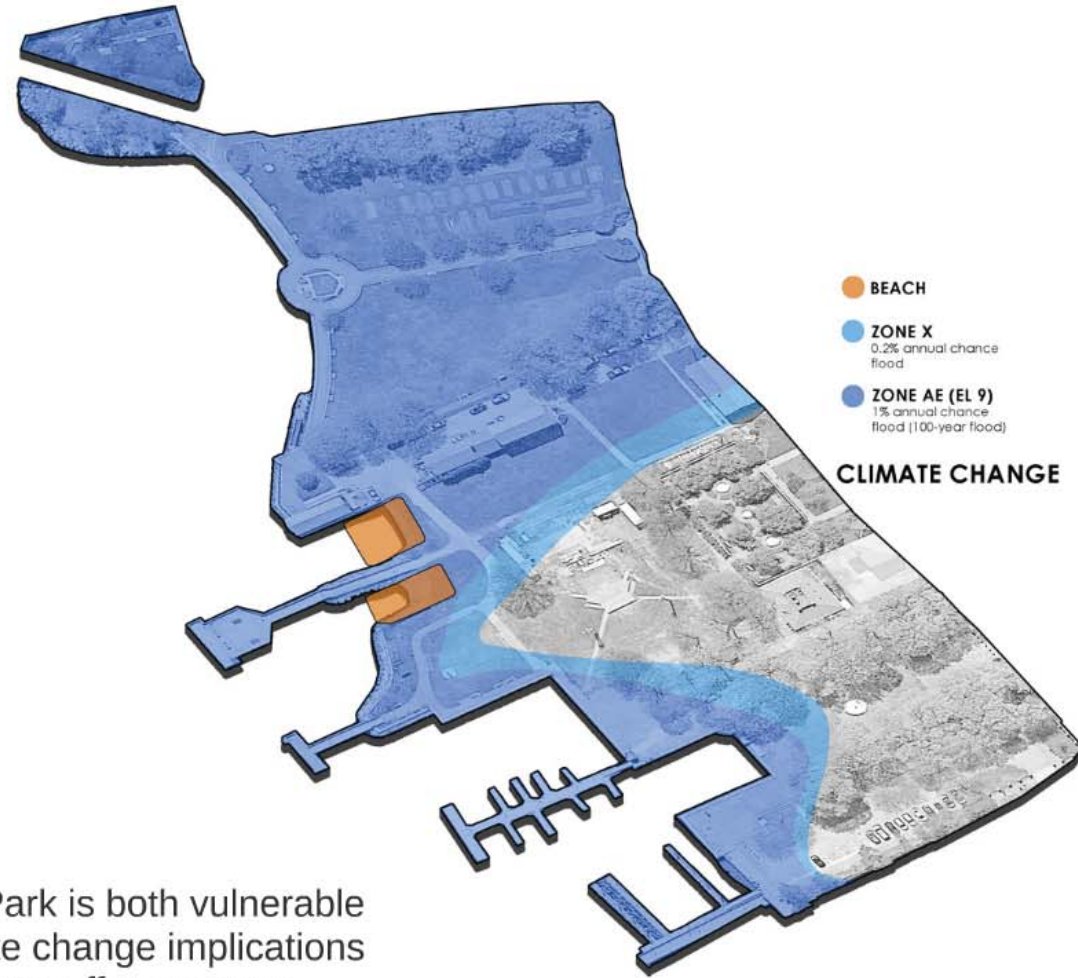 BEACH
ZONE X
0.2% annual chance
flood
ZONE AE (EL 9)
1% annual chance
flood (100-year flood)
CLIMATE CHANGE
Park is both vulnerable
change implications